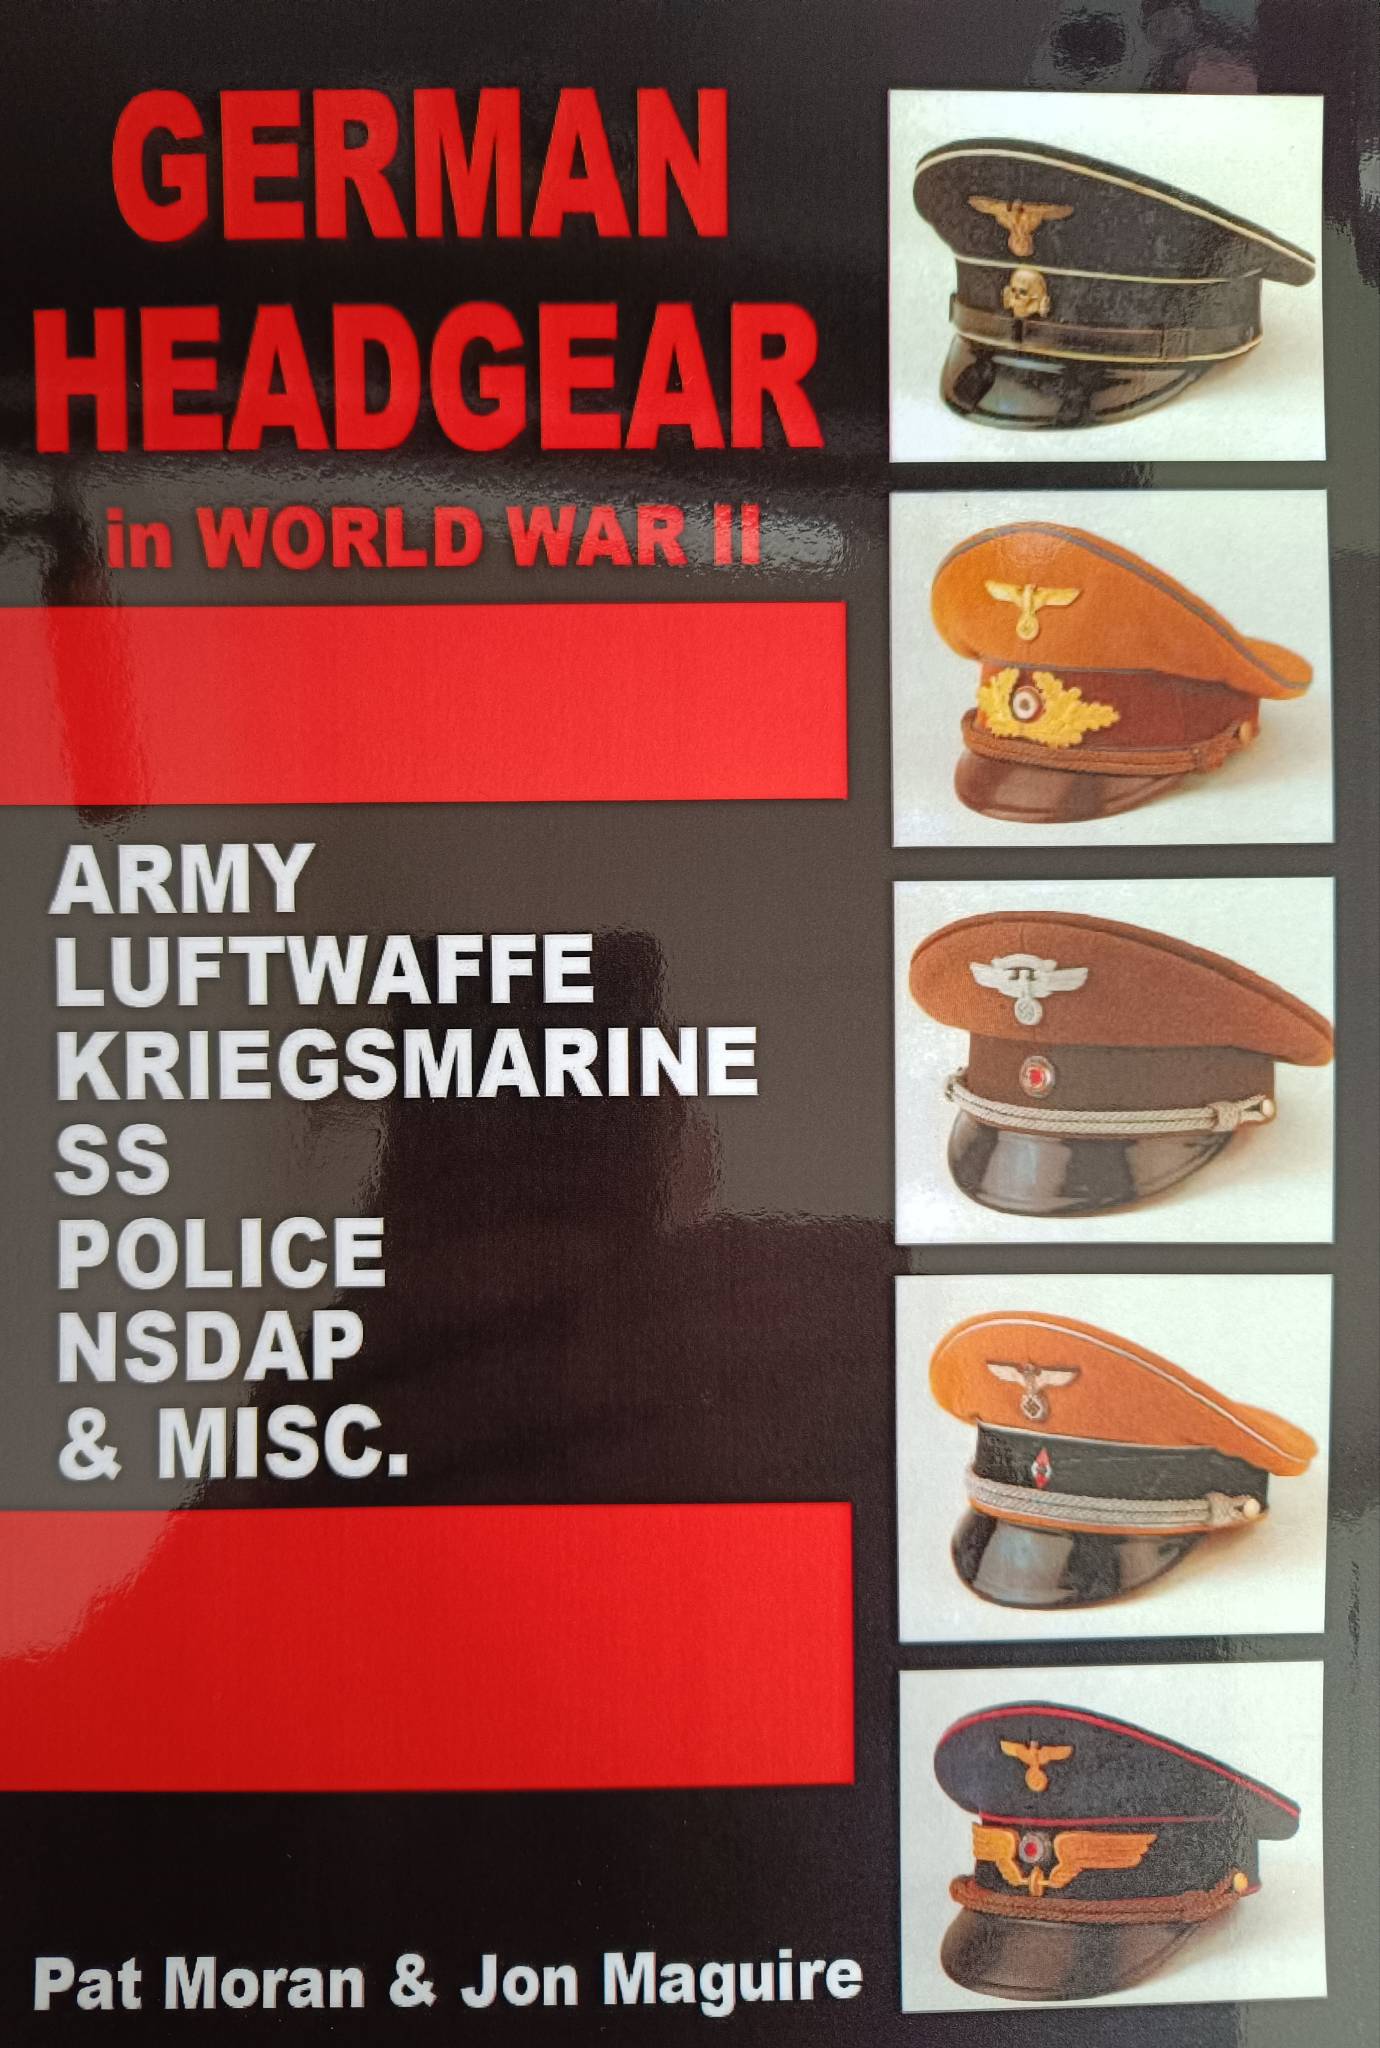 GERMAN
HEADGEAR
in WORLD WAR II
ARMY
LUFTWAFFE
KRIEGSMARINE
SS
POLICE
NSDAP
& MISC.
Pat Moran & Jon Maguire